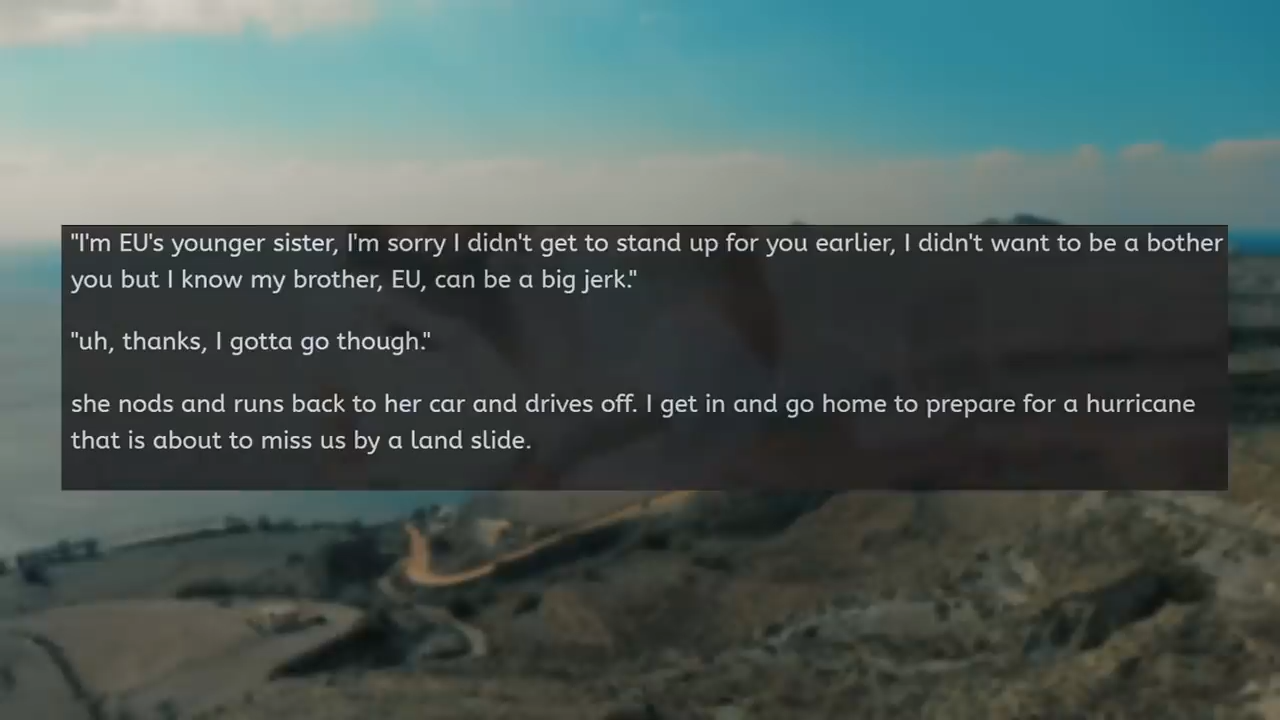 "I'm EU's younger sister, I'm sorry I didn't get to stand up for you earlier, I didn't want to be a bother
you but I know my brother, EU, can be a big jerk."
"uh, thanks, I gotta go though."
she nods and runs back to her car and drives off. I get in and go home to prepare for a hurricane
that is about to miss us by a land slide.